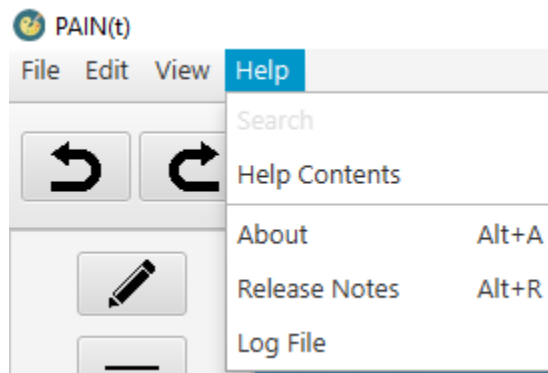 PAIN(t)
File Edit View Help
Search
Help Contents
About Alt+A
Release Notes Alt+R
Log File